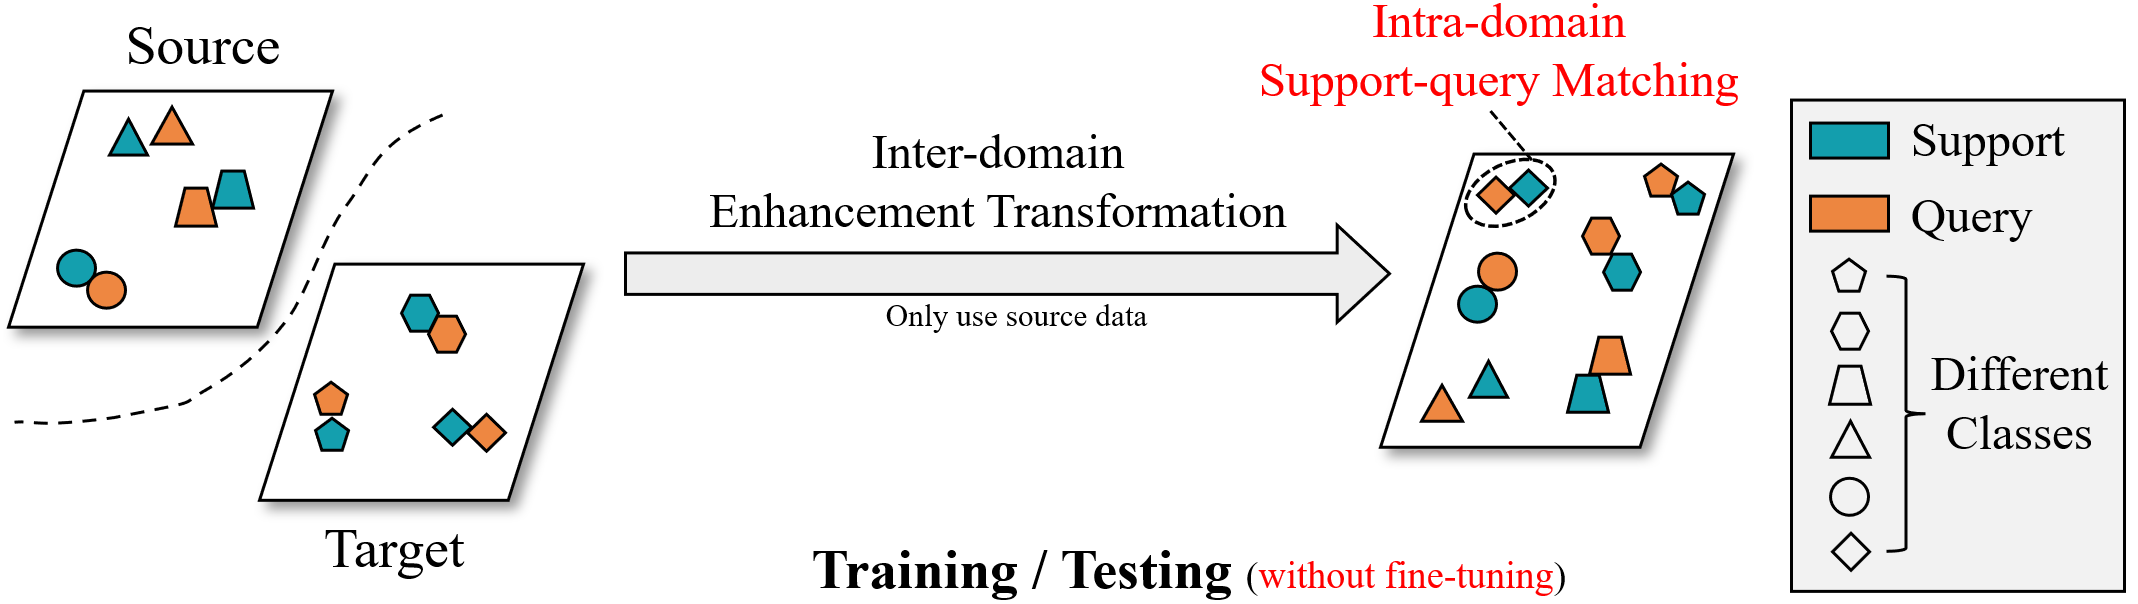 Source
Target
Inter-domain
Enhancement Transformation
Only use source data
Intra-domain
Support-query Matching
Training / Testing (without fine-tuning)
Support
Query
Different
Classes